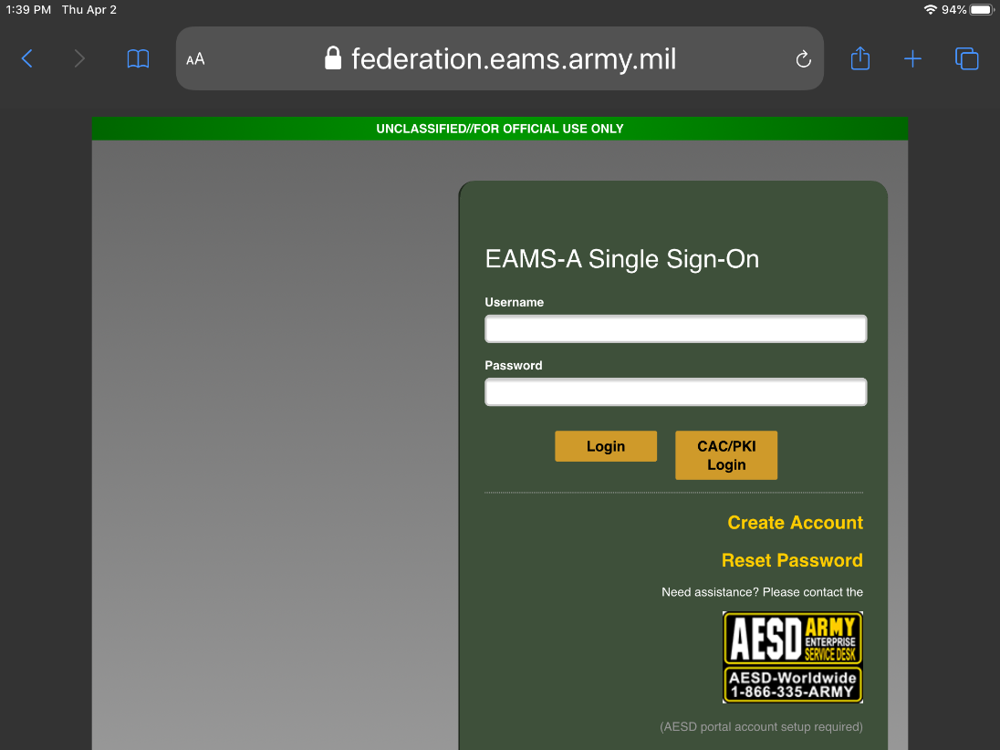 1:39 PM Thu Apr 2
94%
AA
federation.eams.army.mil
UNCLASSIFIED//FOR OFFICIAL USE ONLY
EAMS-A Single Sign-On
Username
Password
Login
CAC/PKI
Login
Create Account
Reset Password
Need assistance? Please contact the
AESD ARMY
ENTERPRISE
SERVICE DESK
AESD-Worldwide
1-866-335-ARMY
(AESD portal account setup required)